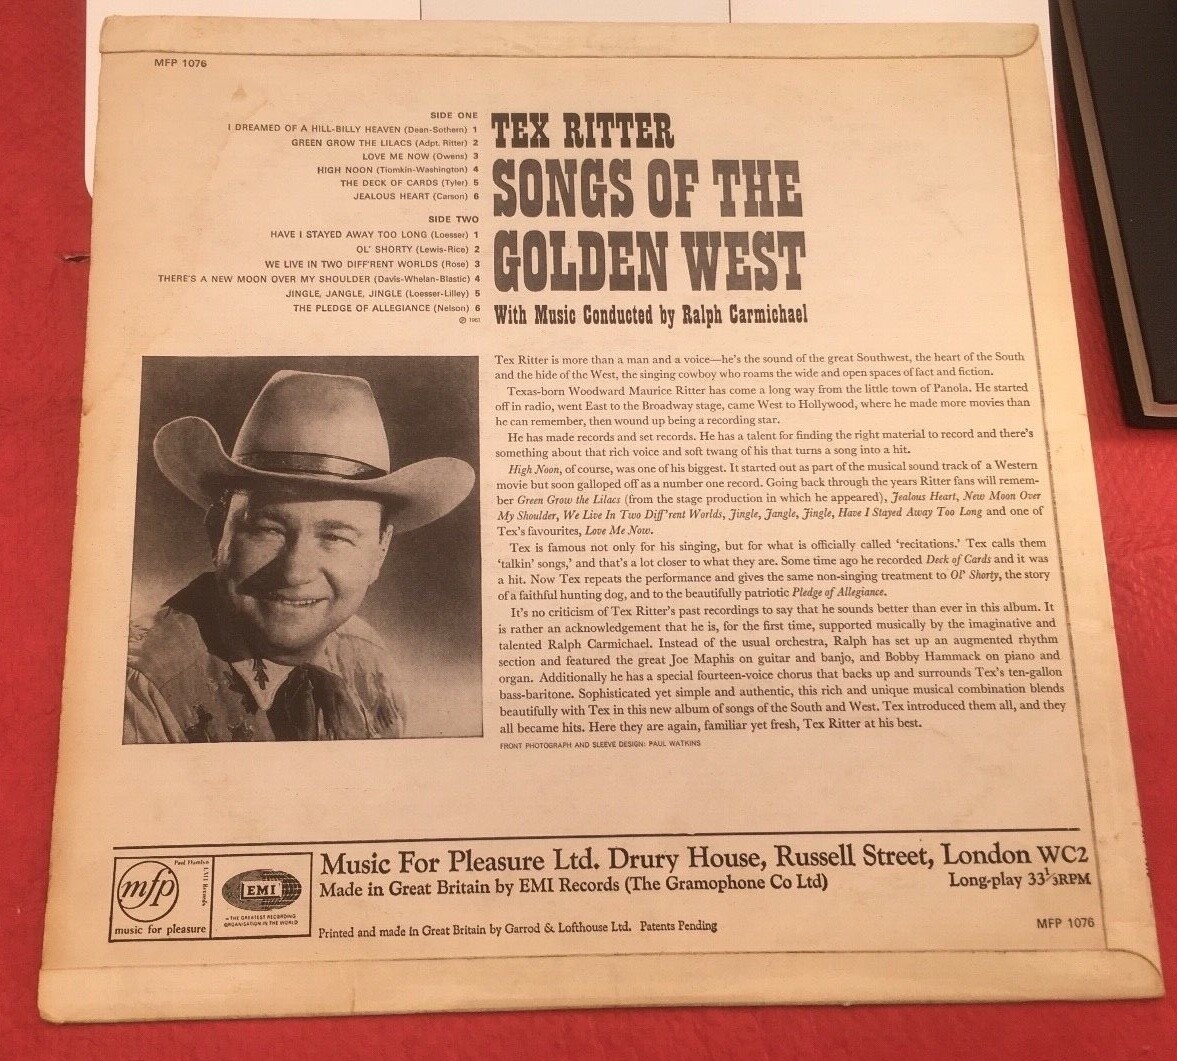 MFP 1076
SIDE ONE
I DREAMED OF A HILL-BILLY HEAVEN (Dean-Sothern) 1
GREEN GROW THE LILACS (Adpt. Ritter) 2
LOVE ME NOW (Owens) 3
HIGH NOON (Tiomkin-Washington) 4
THE DECK OF CARDS (Tyler) 5
JEALOUS HEART (Carson) 6
SIDE TWO
HAVE I STAYED AWAY TOO LONG (Loesser) 1
OL' SHORTY (Lewis-Rice) 2
WE LIVE IN TWO DIFF'RENT WORLDS (Rose) 3
THERE'S A NEW MOON OVER MY SHOULDER (Davis-Whelan-Blastic) 4
JINGLE, JANGLE, JINGLE (Loesser-Lilley) 5
THE PLEDGE OF ALLEGIANCE (Nelson) 6
℗ 1961
TEX RITTER
SONGS OF THE
GOLDEN WEST
With Music Conducted by Ralph Carmichael
Tex Ritter is more than a man and a voice—he's the sound of the great Southwest, the heart of the South
and the hide of the West, the singing cowboy who roams the wide and open spaces of fact and fiction.
Texas-born Woodward Maurice Ritter has come a long way from the little town of Panola. He started
off in radio, went East to the Broadway stage, came West to Hollywood, where he made more movies than
he can remember, then wound up being a recording star.
He has made records and set records. He has a talent for finding the right material to record and there's
something about that rich voice and soft twang of his that turns a song into a hit.
High Noon, of course, was one of his biggest. It started out as part of the musical sound track of a Western
movie but soon galloped off as a number one record. Going back through the years Ritter fans will remem-
ber Green Grow the Lilacs (from the stage production in which he appeared), Jealous Heart, New Moon Over
My Shoulder, We Live In Two Diff'rent Worlds, Jingle, Jangle, Jingle, Have I Stayed Away Too Long and one of
Tex's favourites, Love Me Now.
Tex is famous not only for his singing, but for what is officially called 'recitations.' Tex calls them
'talkin' songs,' and that's a lot closer to what they are. Some time ago he recorded Deck of Cards and it was
a hit. Now Tex repeats the performance and gives the same non-singing treatment to Ol' Shorty, the story
of a faithful hunting dog, and to the beautifully patriotic Pledge of Allegiance.
It's no criticism of Tex Ritter's past recordings to say that he sounds better than ever in this album. It
is rather an acknowledgement that he is, for the first time, supported musically by the imaginative and
talented Ralph Carmichael. Instead of the usual orchestra, Ralph has set up an augmented rhythm
section and featured the great Joe Maphis on guitar and banjo, and Bobby Hammack on piano and
organ. Additionally he has a special fourteen-voice chorus that backs up and surrounds Tex's ten-gallon
bass-baritone. Sophisticated yet simple and authentic, this rich and unique musical combination blends
beautifully with Tex in this new album of songs of the South and West. Tex introduced them all, and they
all became hits. Here they are again, familiar yet fresh, Tex Ritter at his best.
FRONT PHOTOGRAPH AND SLEEVE DESIGN: PAUL WATKINS
Paul Hamlyn
EMI Records
mfp
music for pleasure
EMI
THE GREATEST RECORDING
ORGANISATION IN THE WORLD
Music For Pleasure Ltd. Drury House, Russell Street, London WC2
Made in Great Britain by EMI Records (The Gramophone Co Ltd)
Long-play 33⅓RPM
Printed and made in Great Britain by Garrod & Lofthouse Ltd. Patents Pending
MFP 1076